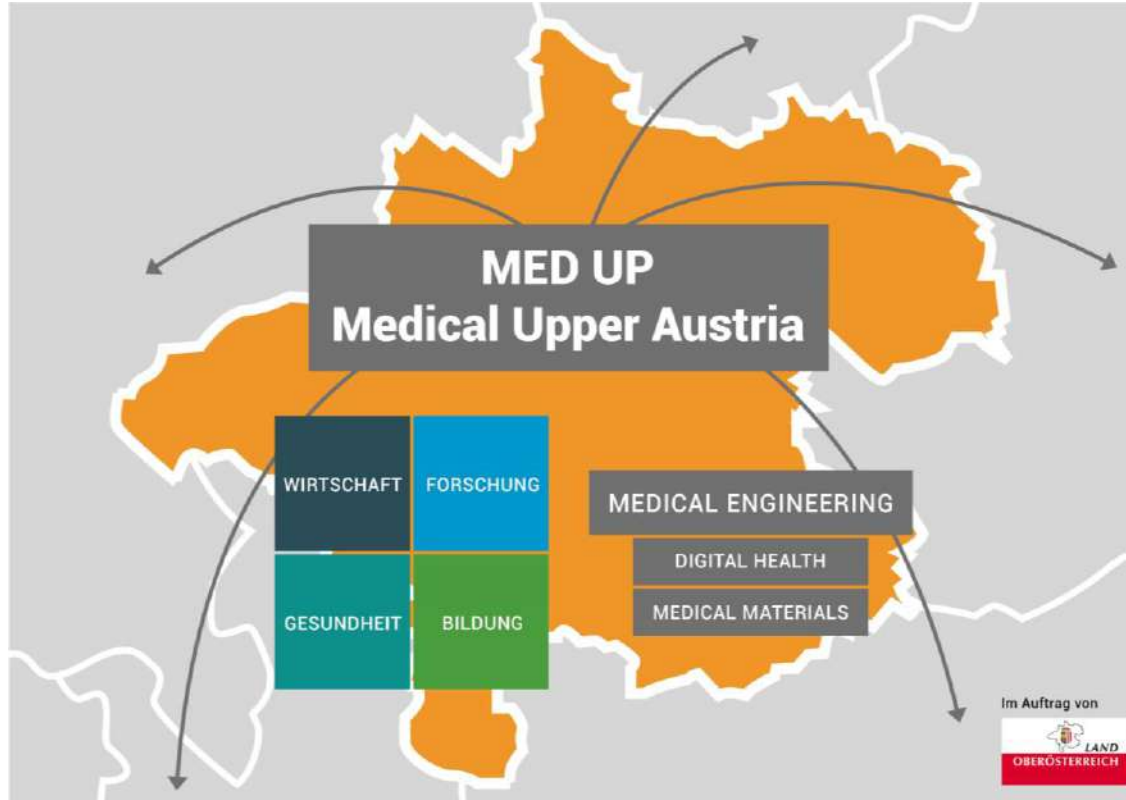 MED UP
Medical Upper Austria
WIRTSCHAFT
FORSCHUNG
GESUNDHEIT
BILDUNG
MEDICAL ENGINEERING
DIGITAL HEALTH
MEDICAL MATERIALS
Im Auftrag von
LAND
OBERÖSTERREICH